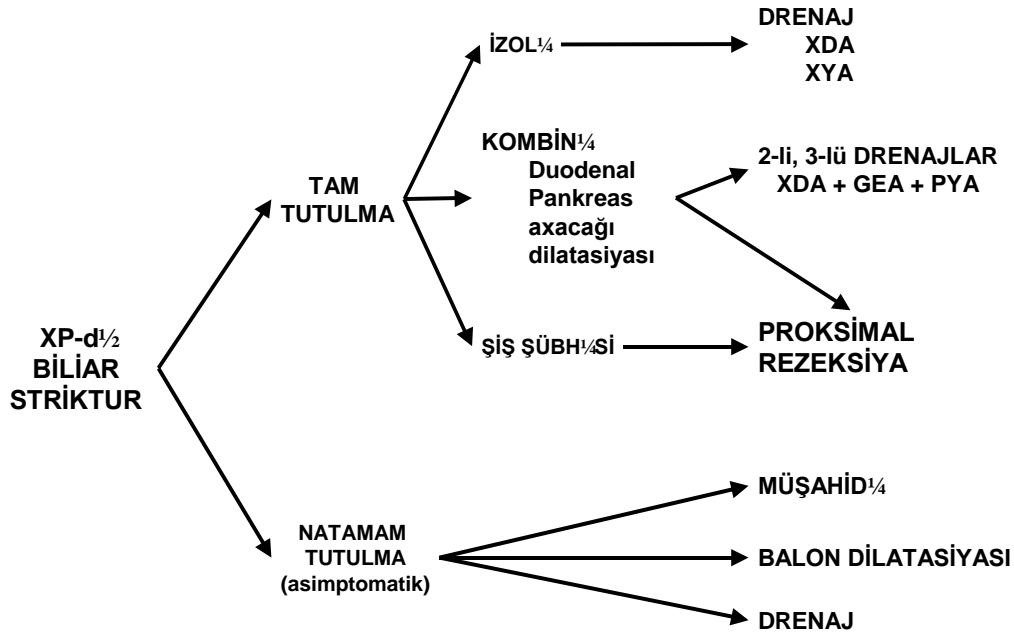 XP-d½
BİLİAR
STRİKTUR
TAM
TUTULMA
İZOL¼
DRENAJ
XDA
XYA
KOMBİN¼
Duodenal
Pankreas
axacağı
dilatasiyası
2-li, 3-lü DRENAJLAR
XDA + GEA + PYA
ŞİŞ ŞÜBH¼Sİ
PROKSİMAL
REZEKSİYA
NATAMAM
TUTULMA
(asimptomatik)
MÜŞAHİD¼
BALON DİLATASİYASI
DRENAJ